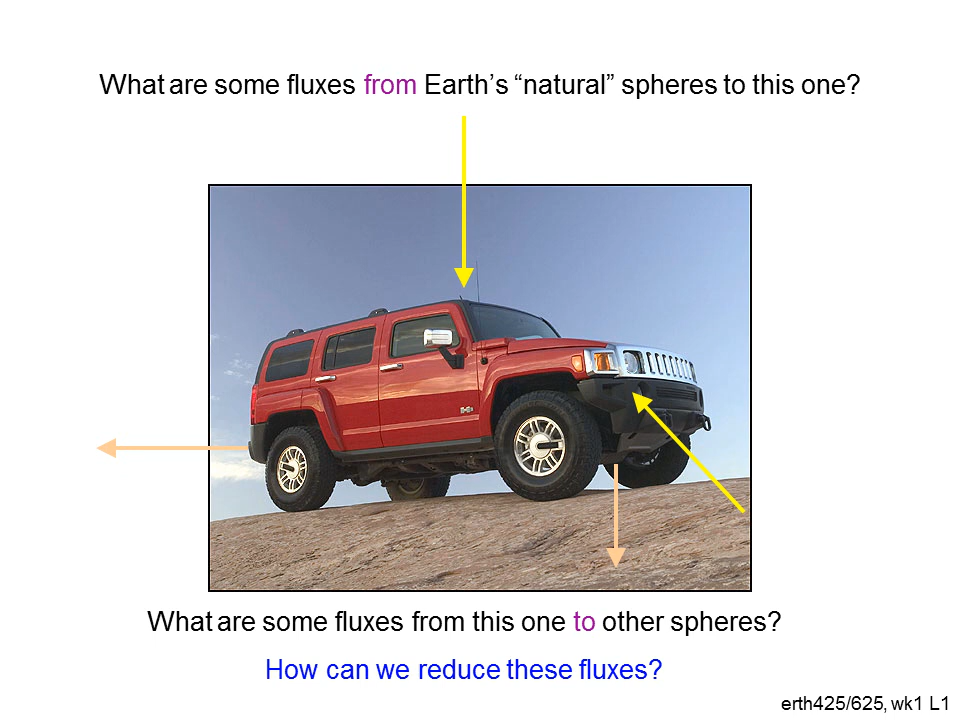 What are some fluxes from Earth’s “natural” spheres to this one?
What are some fluxes from this one to other spheres?
How can we reduce these fluxes?
erth425/625, wk1 L1